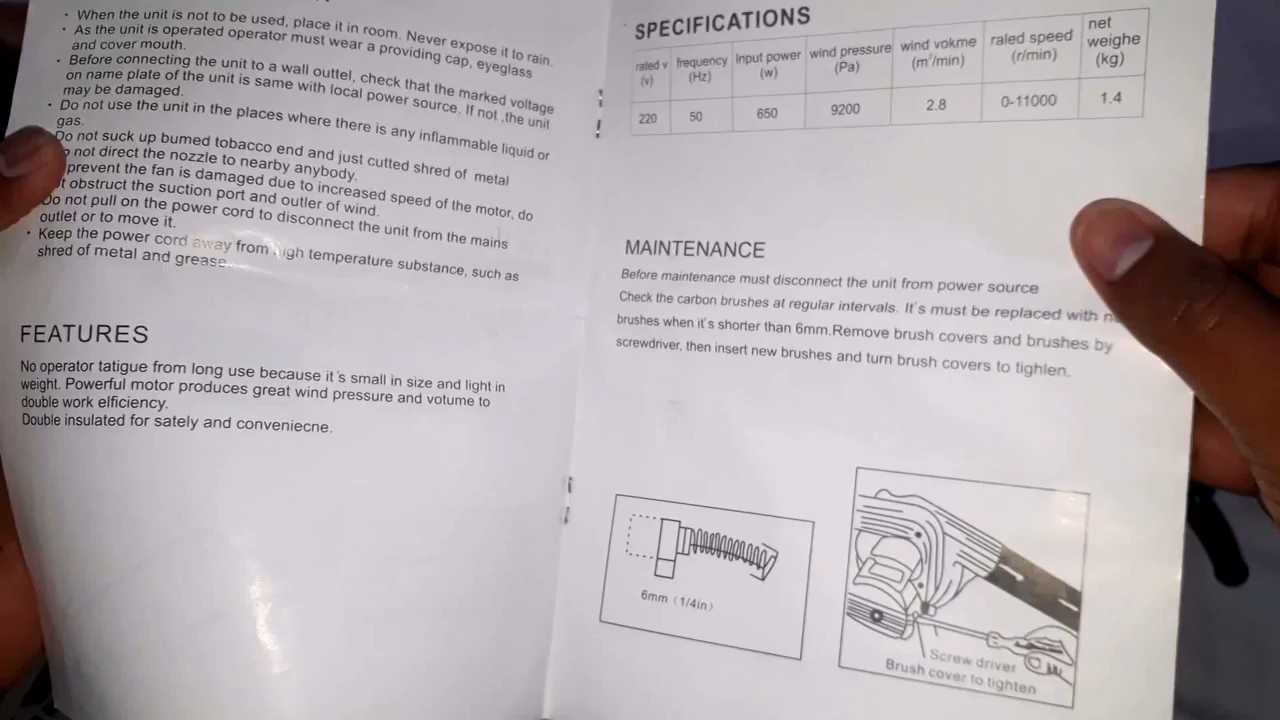 When the unit is not to be used, place it in room. Never expose it to rain.
As the unit is operated operator must wear a providing cap, eyeglass
and cover mouth.
Before connecting the unit to a wall outtel, check that the marked voltage
on name plate of the unit is same with local power source. If not ,the unit
may be damaged.
Do not use the unit in the places where there is any inflammable liquid or
gas.
Do not suck up bumed tobacco end and just cutted shred of metal
not direct the nozzle to nearby anybody.
prevent the fan is damaged due to increased speed of the motor, do
obstruct the suction port and outler of wind.
Do not pull on the power cord to disconnect the unit from the mains
outlet or to move it.
Keep the power cord away from high temperature substance, such as
shred of metal and grease.
FEATURES
No operator tatigue from long use because it's small in size and light in
weight. Powerful motor produces great wind pressure and votume to
double work elficiency.
Double insulated for sately and conveniecne.
SPECIFICATIONS
rated v (v) frequency (Hz) Input power (w) wind pressure (Pa) wind vokme (m³/min) raled speed (r/min) net weighe (kg)
220 50 650 9200 2.8 0-11000 1.4
MAINTENANCE
Before maintenance must disconnect the unit from power source
Check the carbon brushes at regular intervals. It's must be replaced with
brushes when it's shorter than 6mm.Remove brush covers and brushes by
screwdriver, then insert new brushes and turn brush covers to tighlen.
6mm (1/4in)
Screw driver
Brush cover to tighten